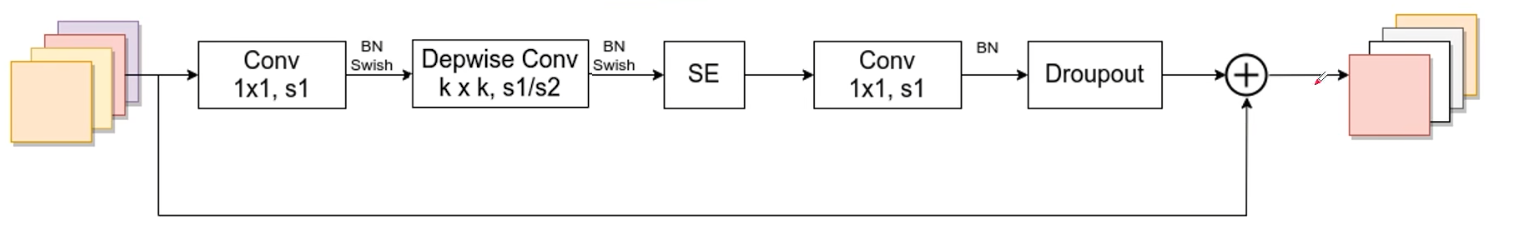 Conv
1x1, s1
BN
Swish
Depwise Conv
k x k, s1/s2
BN
Swish
SE
Conv
1x1, s1
BN
Droupout